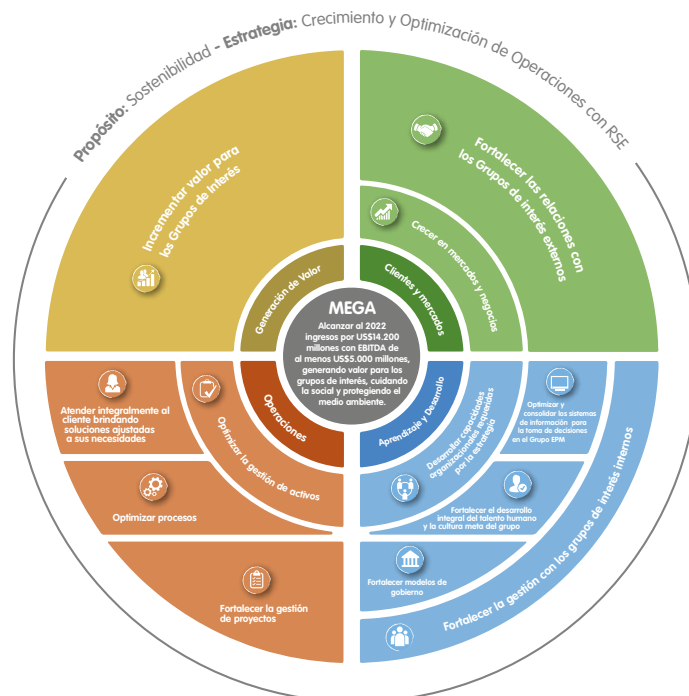 Propósito: Sostenibilidad - Estrategia: Crecimiento y Optimización de Operaciones con RSE
Incrementar valor para
los Grupos de Interés
Fortalecer las relaciones con
los Grupos de interés externos
Crecer en mercados y negocios
Generación de Valor
Clientes y mercados
MEGA
Alcanzar al 2022
ingresos por US$14.200
millones con EBITDA de
al menos US$5.000 millones,
generando valor para los
grupos de interés, cuidando
la social y protegiendo el
medio ambiente.
Operaciones
Aprendizaje y Desarrollo
Atender integralmente al
cliente brindando
soluciones ajustadas
a sus necesidades
Optimizar la gestión de activos
Optimizar procesos
Fortalecer la gestión
de proyectos
Desarrollar capacidades
organizacionales requeridas
por la estrategia
Optimizar y
consolidar los sistemas
de información para
la toma de decisiones
en el Grupo EPM
Fortalecer el desarrollo
integral del talento humano
y la cultura meta del grupo
Fortalecer modelos de
gobierno
Fortalecer la gestión con los grupos de interés internos